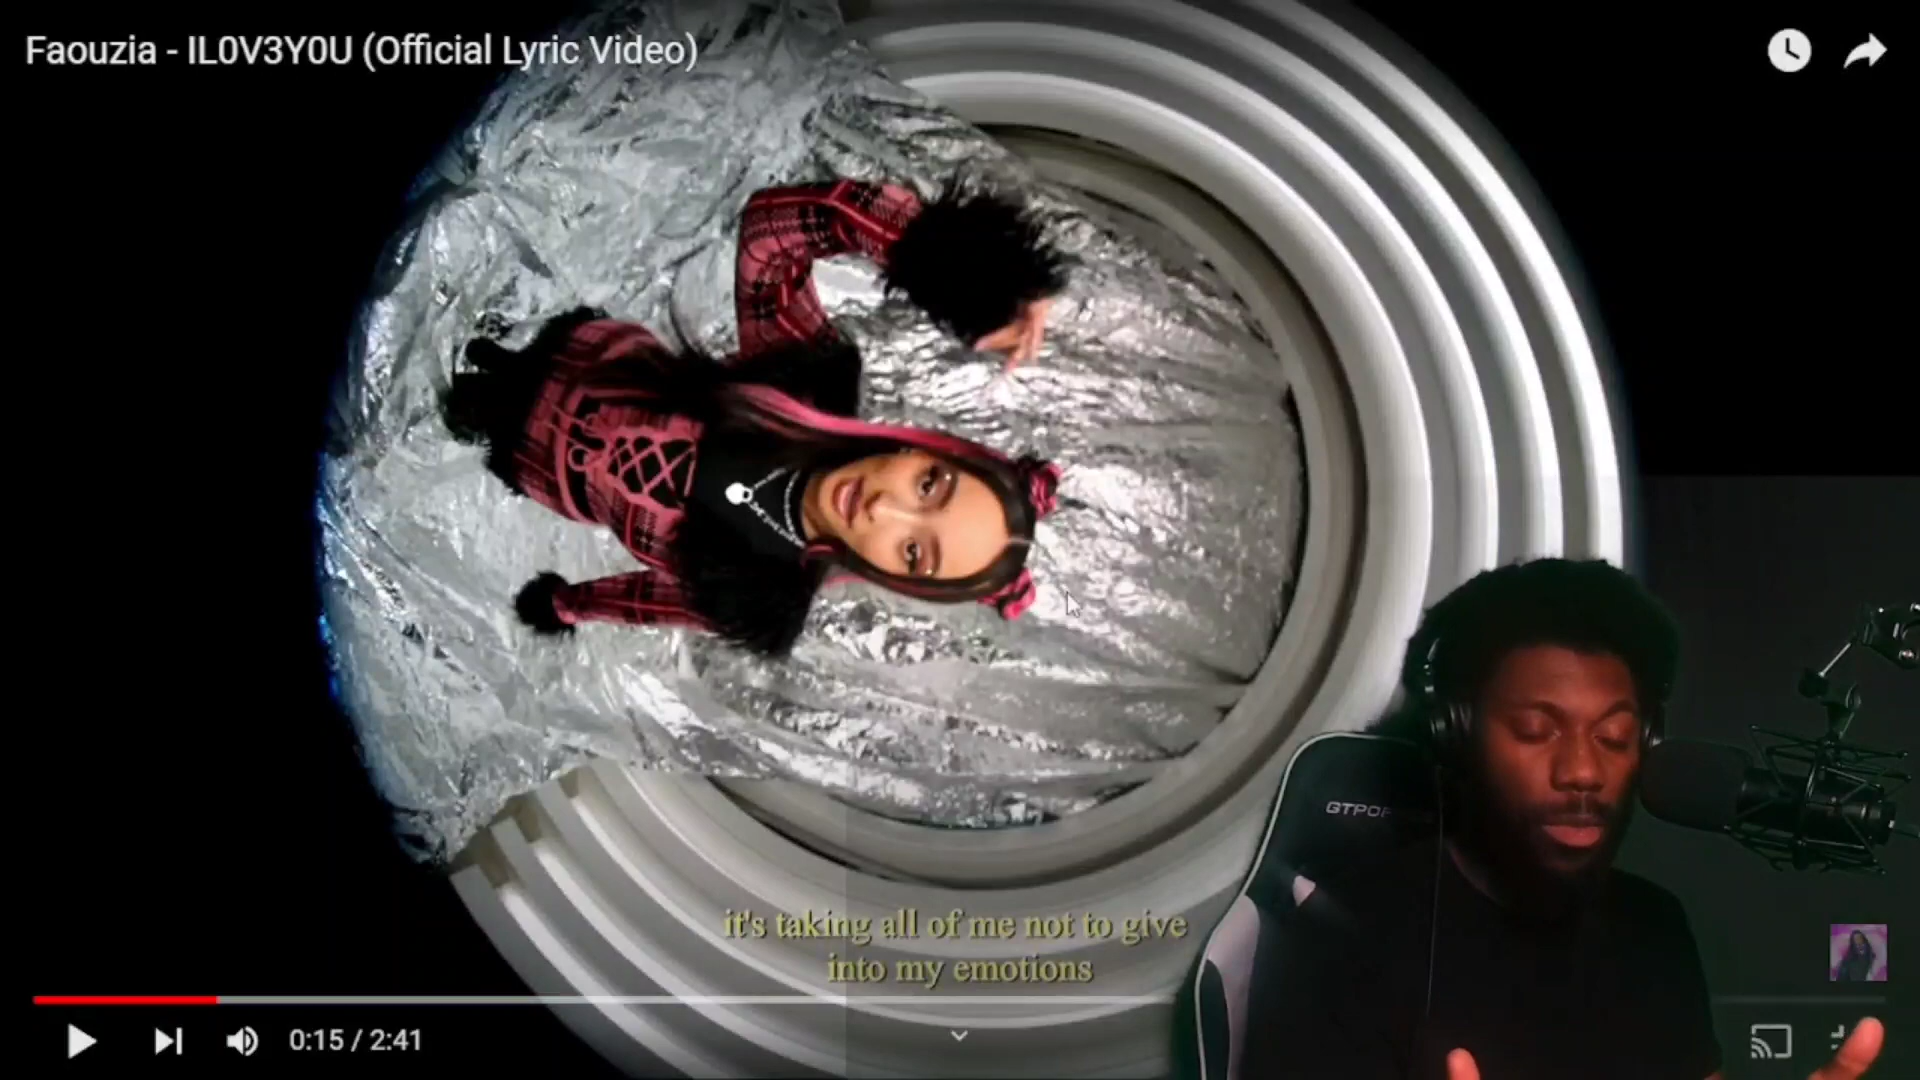 Faouzia - IL0V3Y0U (Official Lyric Video)
it's taking all of me not to give
into my emotions
0:15 / 2:41